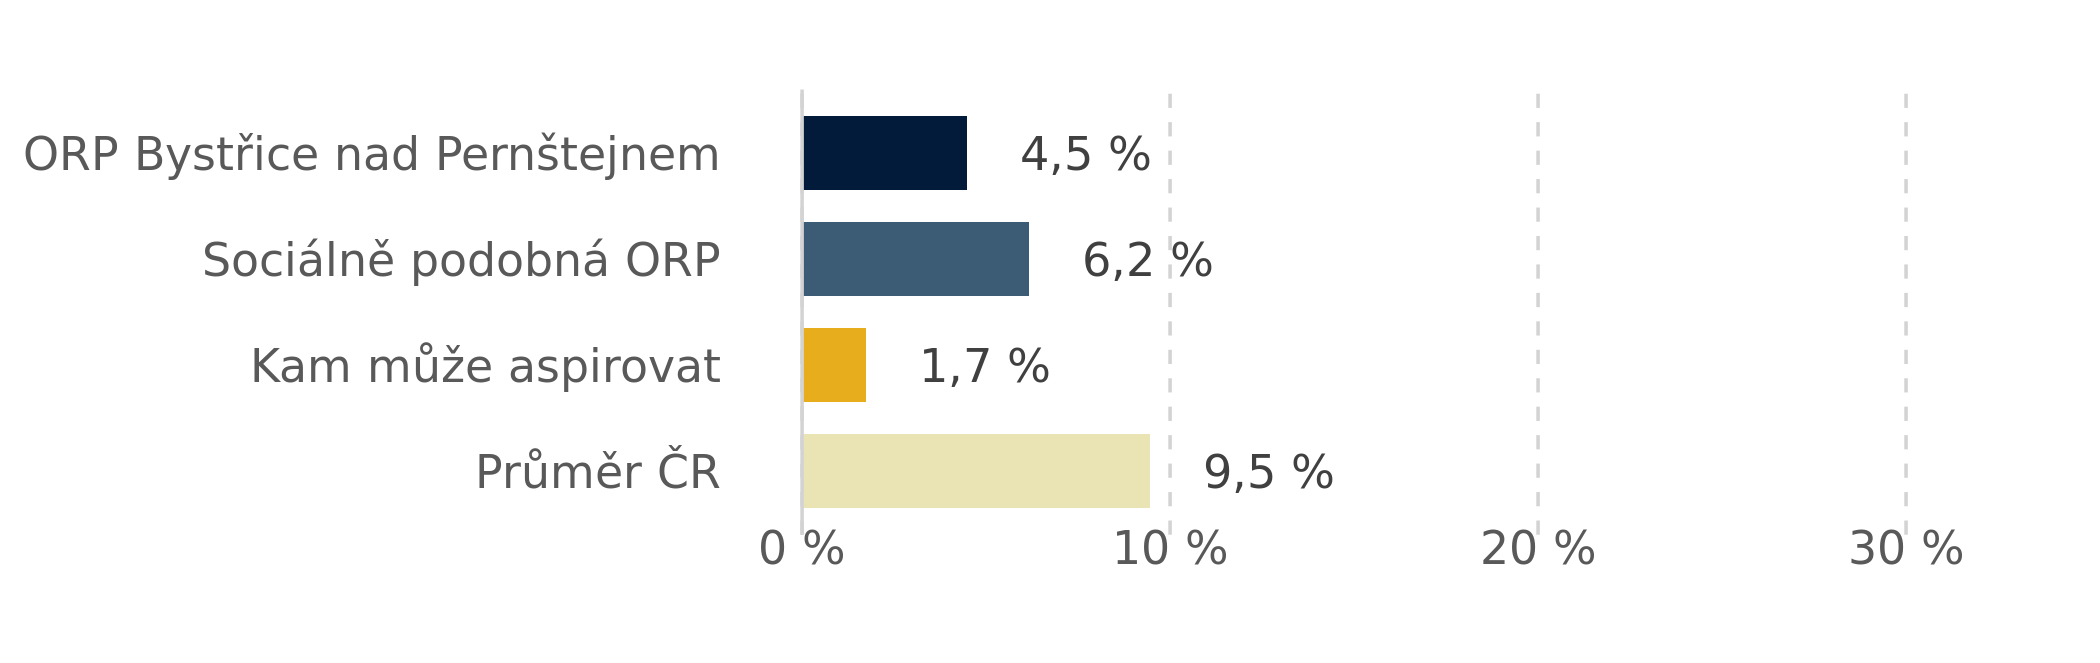 ORP Bystřice nad Pernštejnem 4,5 %
Sociálně podobná ORP 6,2 %
Kam může aspirovat 1,7 %
Průměr ČR 9,5 %
0 % 10 % 20 % 30 %